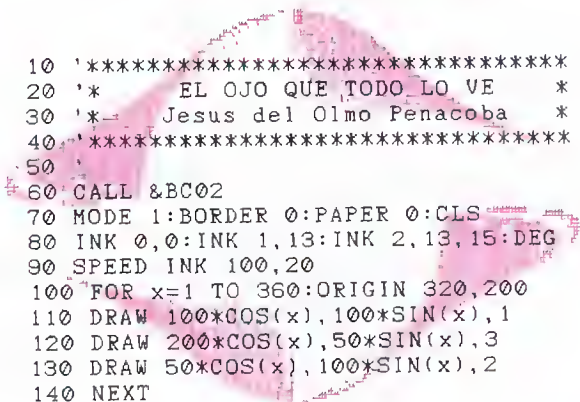 10 '********************************
20 '*      EL OJO QUE TODO LO VE     *
30 '*     Jesus del Olmo Penacoba    *
40 '********************************
50 '
60 CALL &BC02
70 MODE 1:BORDER 0:PAPER 0:CLS
80 INK 0,0:INK 1,13:INK 2,13,15:DEG
90 SPEED INK 100,20
100 FOR x=1 TO 360:ORIGIN 320,200
110 DRAW 100*COS(x),100*SIN(x),1
120 DRAW 200*COS(x),50*SIN(x),3
130 DRAW 50*COS(x),100*SIN(x),2
140 NEXT